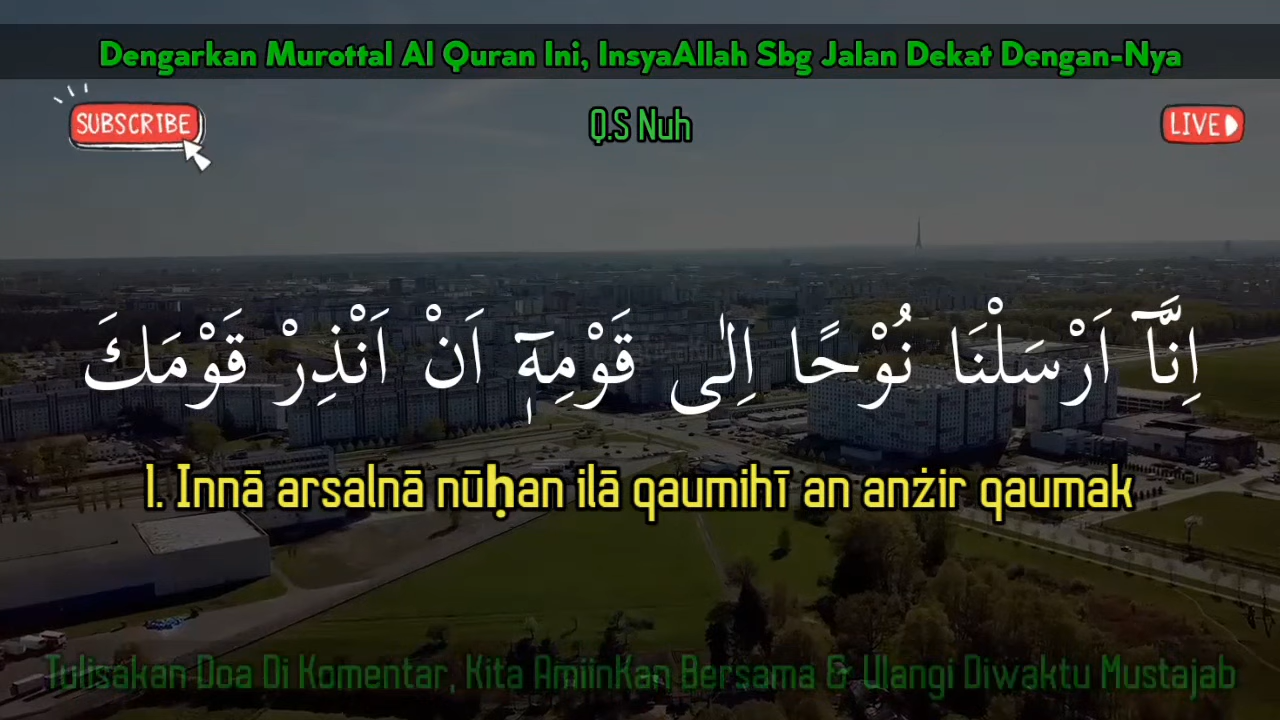 Dengarkan Murottal Al Quran Ini, InsyaAllah Sbg Jalan Dekat Dengan-Nya
SUBSCRIBE
Q.S Nuh
LIVE
اِنَّآ اَرْسَلْنَا نُوْحًا اِلٰى قَوْمِهٖٓ اَنْ اَنْذِرْ قَوْمَكَ
1. Innā arsalnā nūḥan ilā qaumihī an anżir qaumak
Tulisakan Doa Di Komentar, Kita AmiinKan Bersama & Ulangi Diwaktu Mustajab